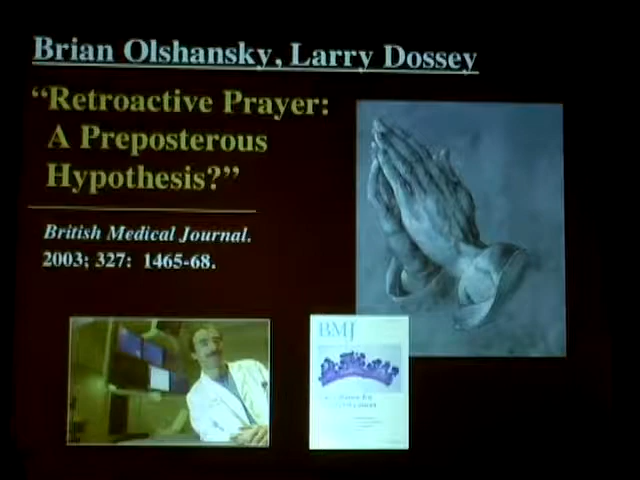 Brian Olshansky, Larry Dossey
“Retroactive Prayer:
A Preposterous
Hypothesis?”
British Medical Journal.
2003; 327: 1465-68.
BMJ